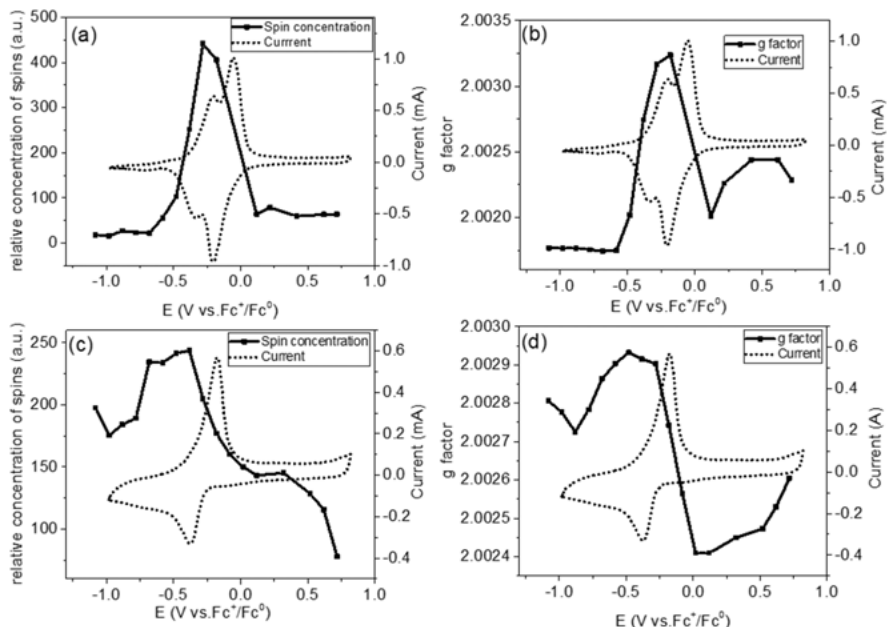 (a)
Spin concentration
Currrent
relative concentration of spins (a.u.)
500
400
300
200
100
0
1.0
0.5
0.0
-0.5
-1.0
Current (mA)
-1.0 -0.5 0.0 0.5 1.0
E (V vs.Fc⁺/Fc⁰)
(b)
g factor
Current
g factor
2.0035
2.0030
2.0025
2.0020
1.0
0.5
0.0
-0.5
-1.0
Current (mA)
-1.0 -0.5 0.0 0.5 1.0
E (V vs.Fc⁺/Fc⁰)
(c)
Spin concentration
Current
relative concentration of spins (a.u.)
250
200
150
100
0.6
0.4
0.2
0.0
-0.2
-0.4
Current (mA)
-1.0 -0.5 0.0 0.5 1.0
E (V vs.Fc⁺/Fc⁰)
(d)
g factor
Current
g factor
2.0030
2.0029
2.0028
2.0027
2.0026
2.0025
2.0024
0.6
0.4
0.2
0.0
-0.2
-0.4
Current (A)
-1.0 -0.5 0.0 0.5 1.0
E (V vs.Fc⁺/Fc⁰)